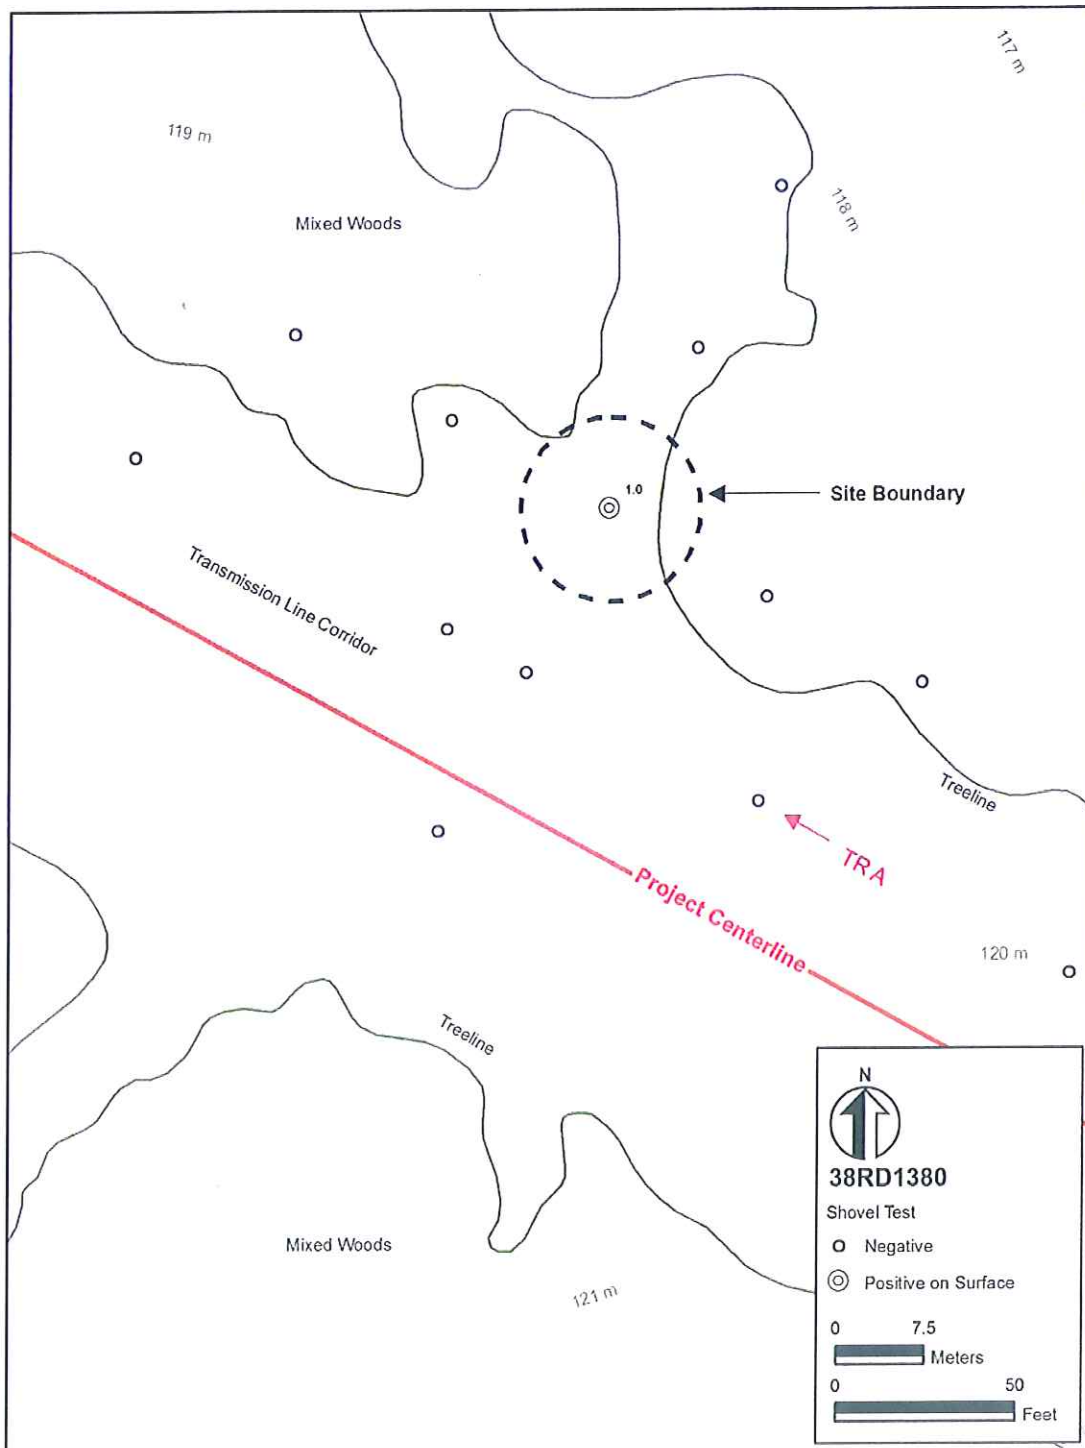 117 m
119 m
118 m
Mixed Woods
1.0
Site Boundary
Transmission Line Corridor
Treeline
TRA
Project Centerline
120 m
Treeline
N
38RD1380
Shovel Test
Negative
Positive on Surface
Mixed Woods
121 m
0 7.5
Meters
0 50
Feet